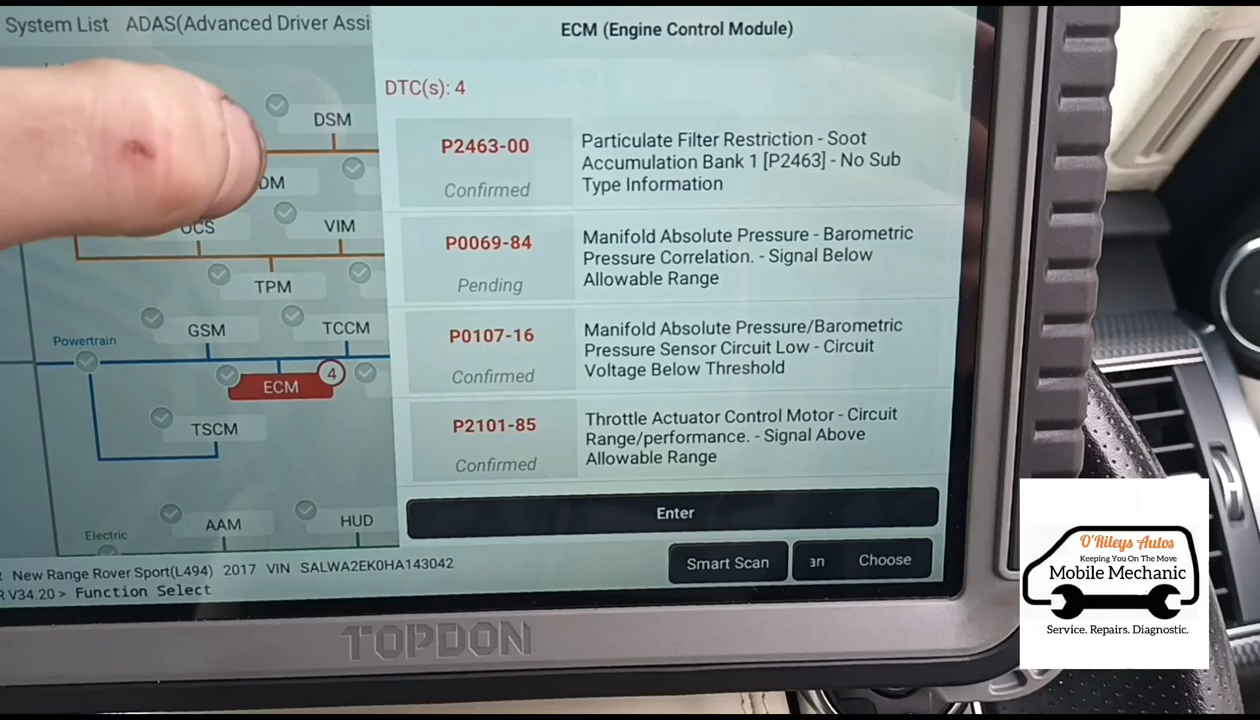 System List ADAS(Advanced Driver Assi
ECM (Engine Control Module)
DTC(s): 4
DSM
VIM
TPM
Powertrain
GSM
TCCM
ECM
4
TSCM
Electric
AAM
HUD
P2463-00
Confirmed
Particulate Filter Restriction - Soot
Accumulation Bank 1 [P2463] - No Sub
Type Information
P0069-84
Pending
Manifold Absolute Pressure - Barometric
Pressure Correlation. - Signal Below
Allowable Range
P0107-16
Confirmed
Manifold Absolute Pressure/Barometric
Pressure Sensor Circuit Low - Circuit
Voltage Below Threshold
P2101-85
Confirmed
Throttle Actuator Control Motor - Circuit
Range/performance. - Signal Above
Allowable Range
Enter
New Range Rover Sport(L494) 2017 VIN SALWA2EK0HA143042
V34.20 > Function Select
Smart Scan
an
Choose
TOPDON
O'Rileys Autos
Keeping You On The Move
Mobile Mechanic
Service. Repairs. Diagnostic.